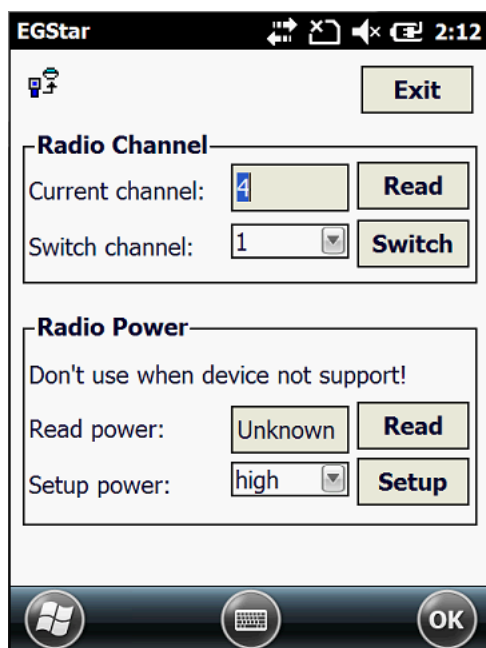 EGStar 2:12
Exit
Radio Channel
Current channel: 4 Read
Switch channel: 1 Switch
Radio Power
Don't use when device not support!
Read power: Unknown Read
Setup power: high Setup
OK